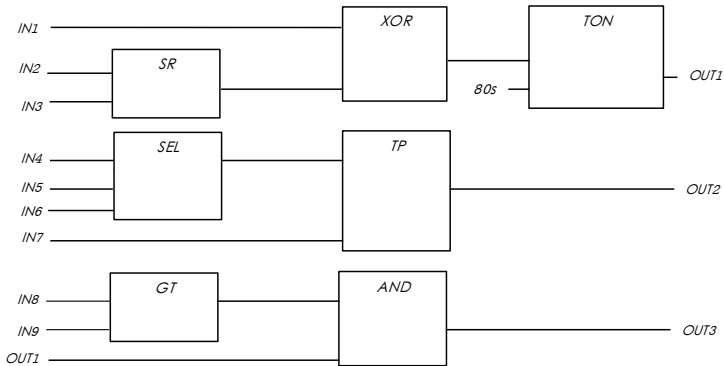 IN1
XOR
TON
IN2
SR
IN3
80s
OUT1
IN4
SEL
TP
IN5
IN6
OUT2
IN7
GT
AND
IN8
IN9
OUT3
OUT1